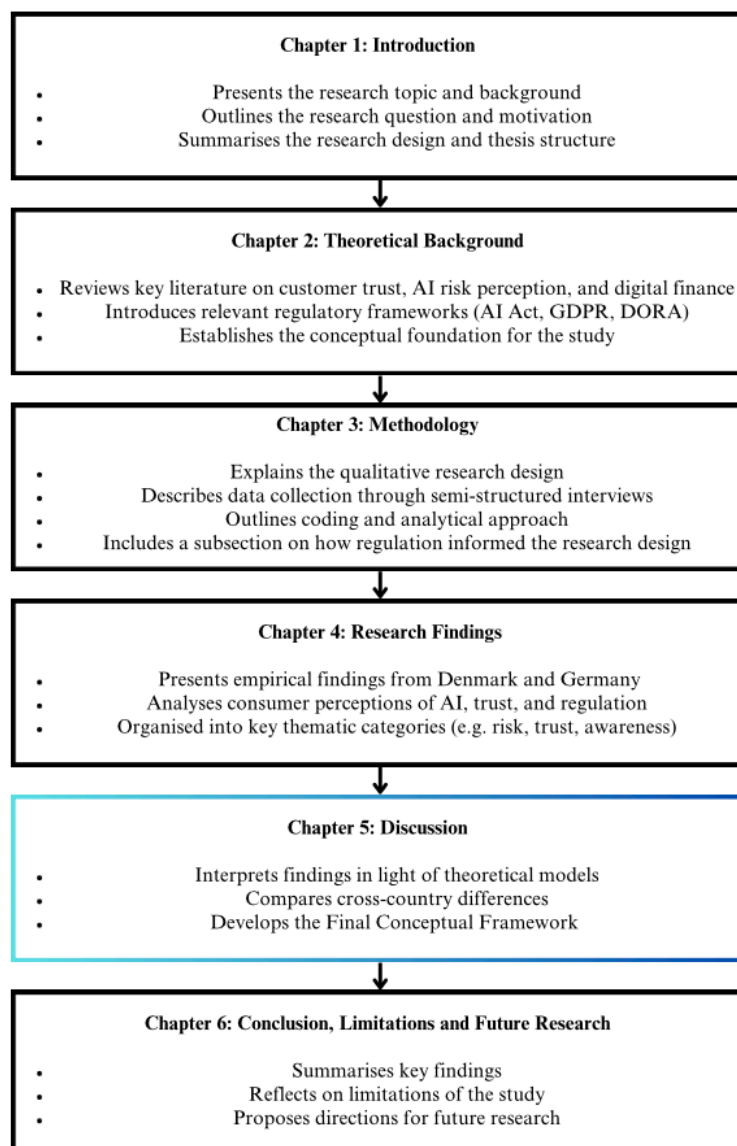 Chapter 1: Introduction
• Presents the research topic and background
• Outlines the research question and motivation
• Summarises the research design and thesis structure
Chapter 2: Theoretical Background
• Reviews key literature on customer trust, AI risk perception, and digital finance
• Introduces relevant regulatory frameworks (AI Act, GDPR, DORA)
• Establishes the conceptual foundation for the study
Chapter 3: Methodology
• Explains the qualitative research design
• Describes data collection through semi-structured interviews
• Outlines coding and analytical approach
• Includes a subsection on how regulation informed the research design
Chapter 4: Research Findings
• Presents empirical findings from Denmark and Germany
• Analyses consumer perceptions of AI, trust, and regulation
• Organised into key thematic categories (e.g. risk, trust, awareness)
Chapter 5: Discussion
• Interprets findings in light of theoretical models
• Compares cross-country differences
• Develops the Final Conceptual Framework
Chapter 6: Conclusion, Limitations and Future Research
• Summarises key findings
• Reflects on limitations of the study
• Proposes directions for future research